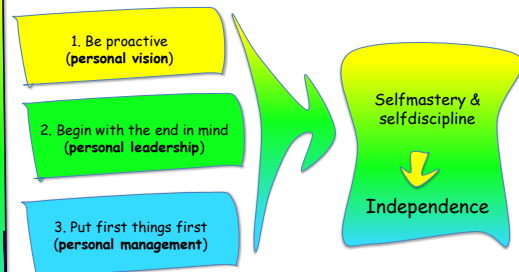 1. Be proactive
(personal vision)
2. Begin with the end in mind
(personal leadership)
3. Put first things first
(personal management)
Selfmastery &
selfdiscipline
Independence